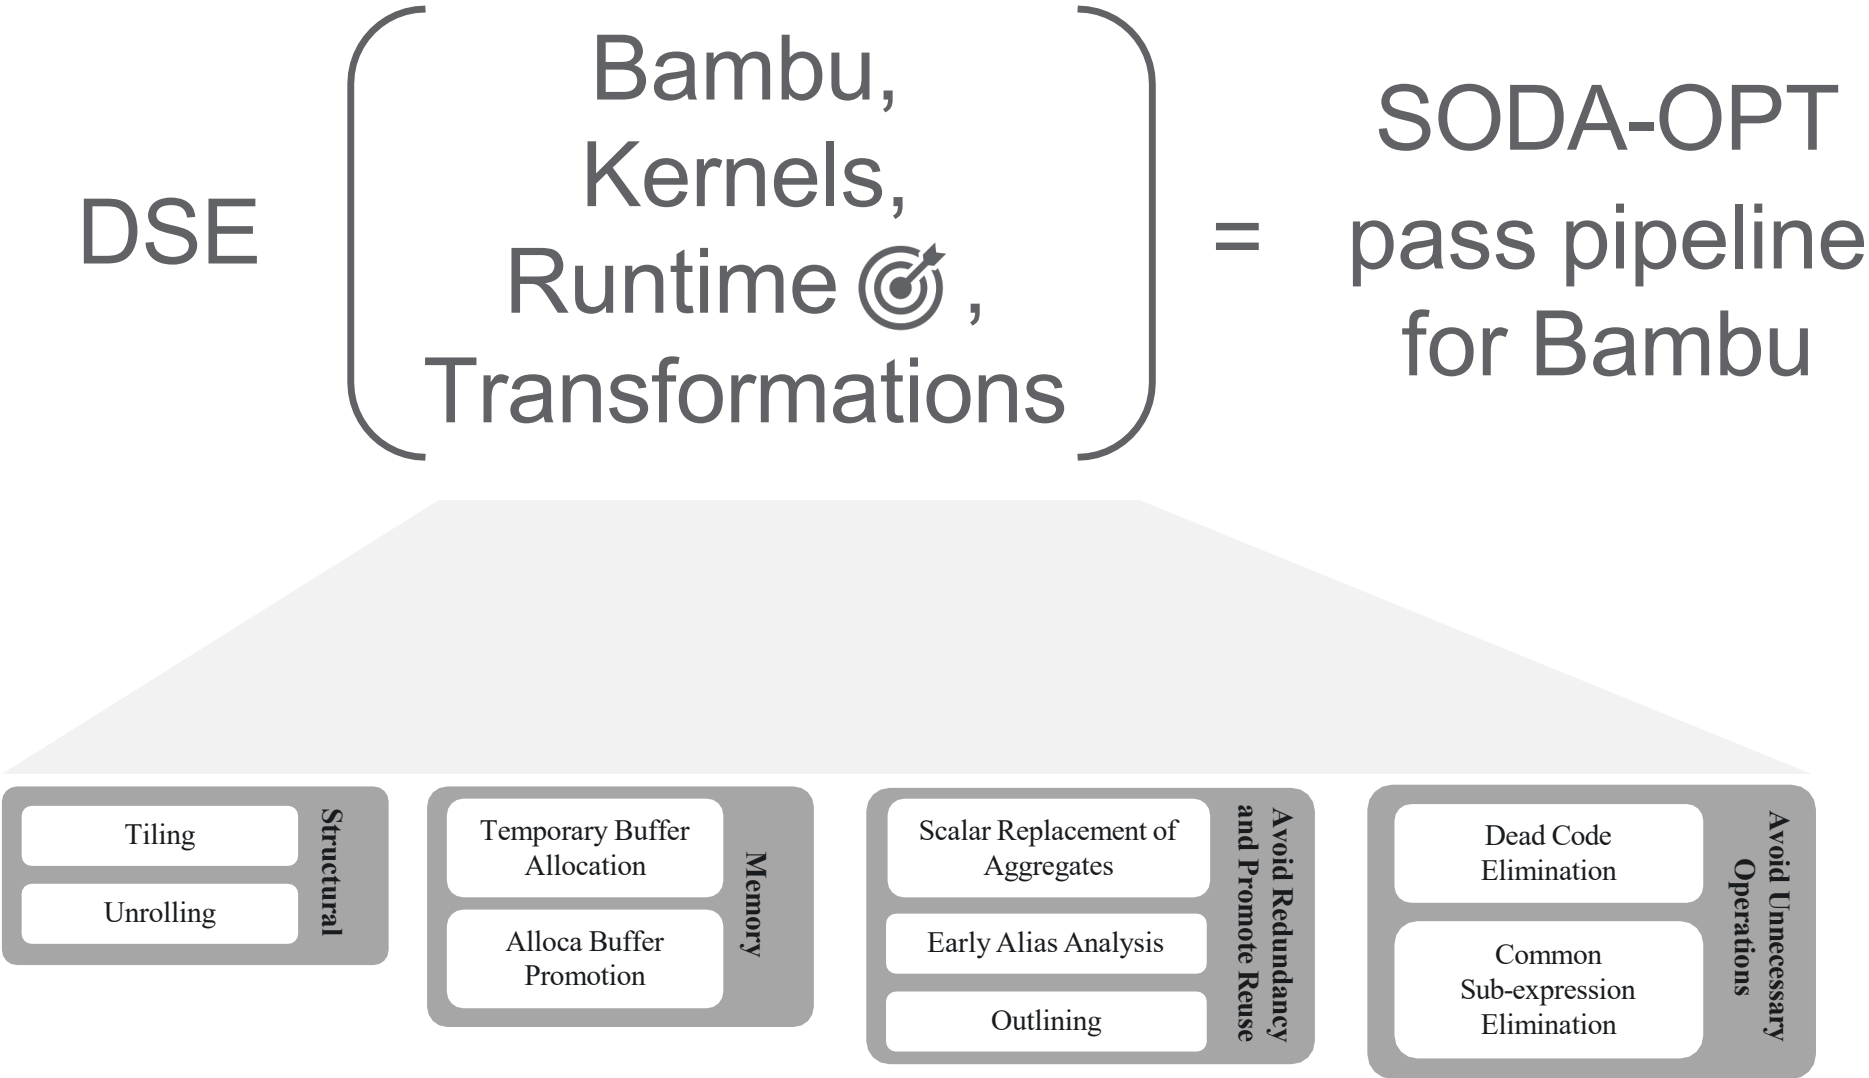 DSE
Bambu,
Kernels,
Runtime ,
Transformations
=
SODA-OPT
pass pipeline
for Bambu
Tiling
Unrolling
Structural
Temporary Buffer
Allocation
Alloca Buffer
Promotion
Memory
Scalar Replacement of
Aggregates
Early Alias Analysis
Outlining
Avoid Redundancy
and Promote Reuse
Dead Code
Elimination
Common
Sub-expression
Elimination
Avoid Unnecessary
Operations